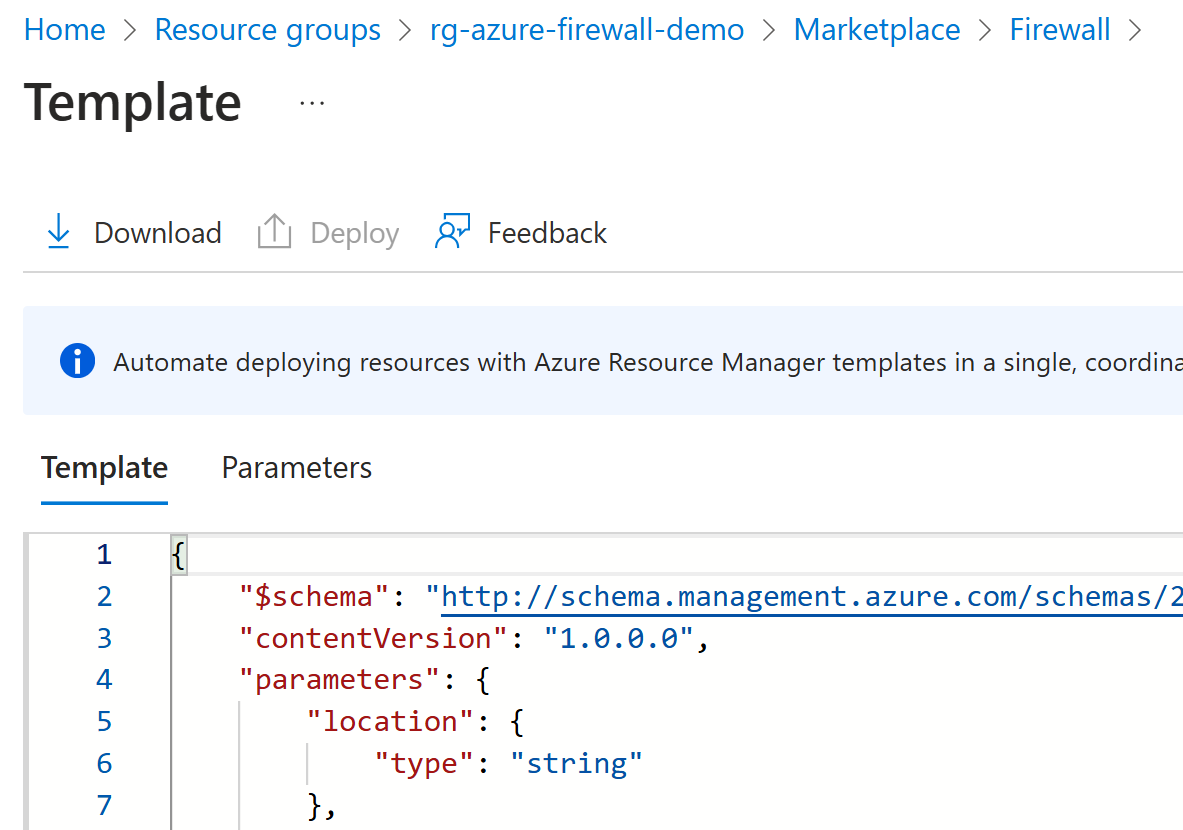 Home > Resource groups > rg-azure-firewall-demo > Marketplace > Firewall >
Template ...
Download Deploy Feedback
Automate deploying resources with Azure Resource Manager templates in a single,
Template Parameters
1 {
2 "$schema": "http://schema.management.azure.com/schemas/2
3 "contentVersion": "1.0.0.0",
4 "parameters": {
5 "location": {
6 "type": "string"
7 },